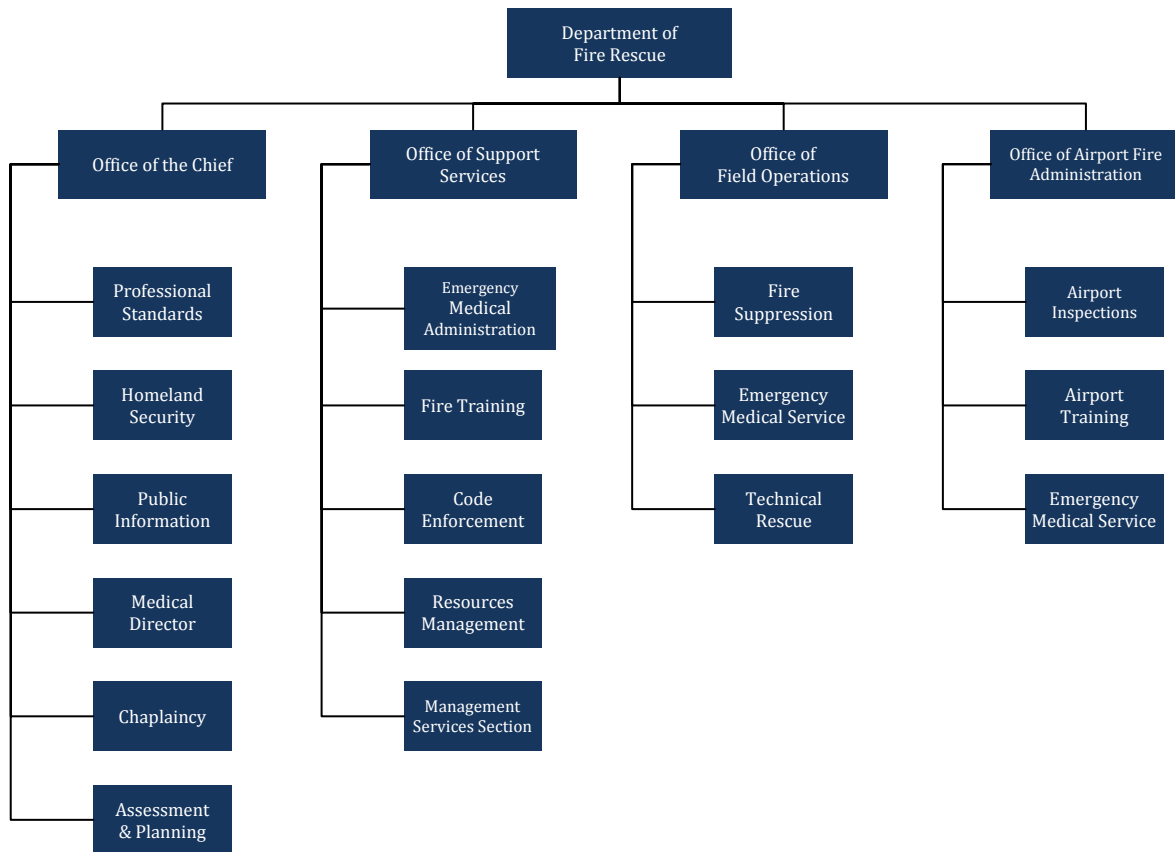 Department of
Fire Rescue
Office of the Chief
Office of Support
Services
Office of
Field Operations
Office of Airport Fire
Administration
Professional
Standards
Homeland
Security
Public
Information
Medical
Director
Chaplaincy
Assessment
& Planning
Emergency
Medical
Administration
Fire Training
Code
Enforcement
Resources
Management
Management
Services Section
Fire
Suppression
Emergency
Medical Service
Technical
Rescue
Airport
Inspections
Airport
Training
Emergency
Medical Service